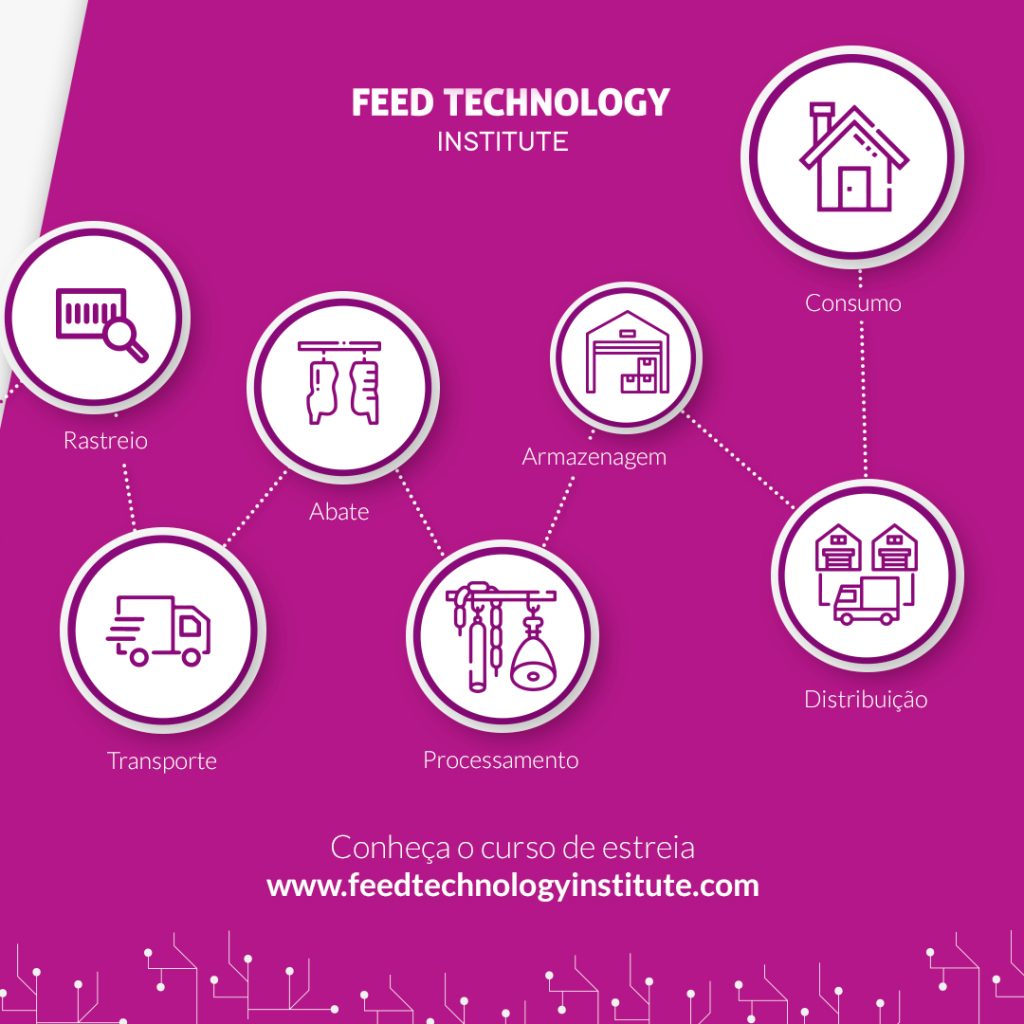 FEED TECHNOLOGY
INSTITUTE
Consumo
Rastreio
Armazenagem
Abate
Distribuição
Transporte
Processamento
Conheça o curso de estreia
www.feedtechnologyinstitute.com